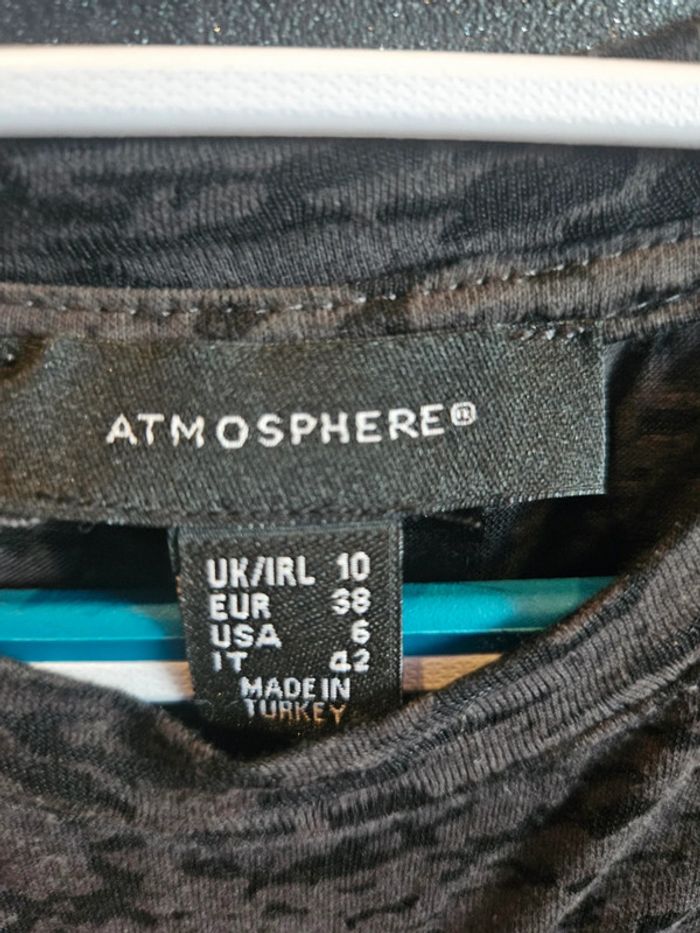 ATMOSPHERE®
UK/IRL 10
EUR 38
USA 6
IT 42
MADE IN
TURKEY